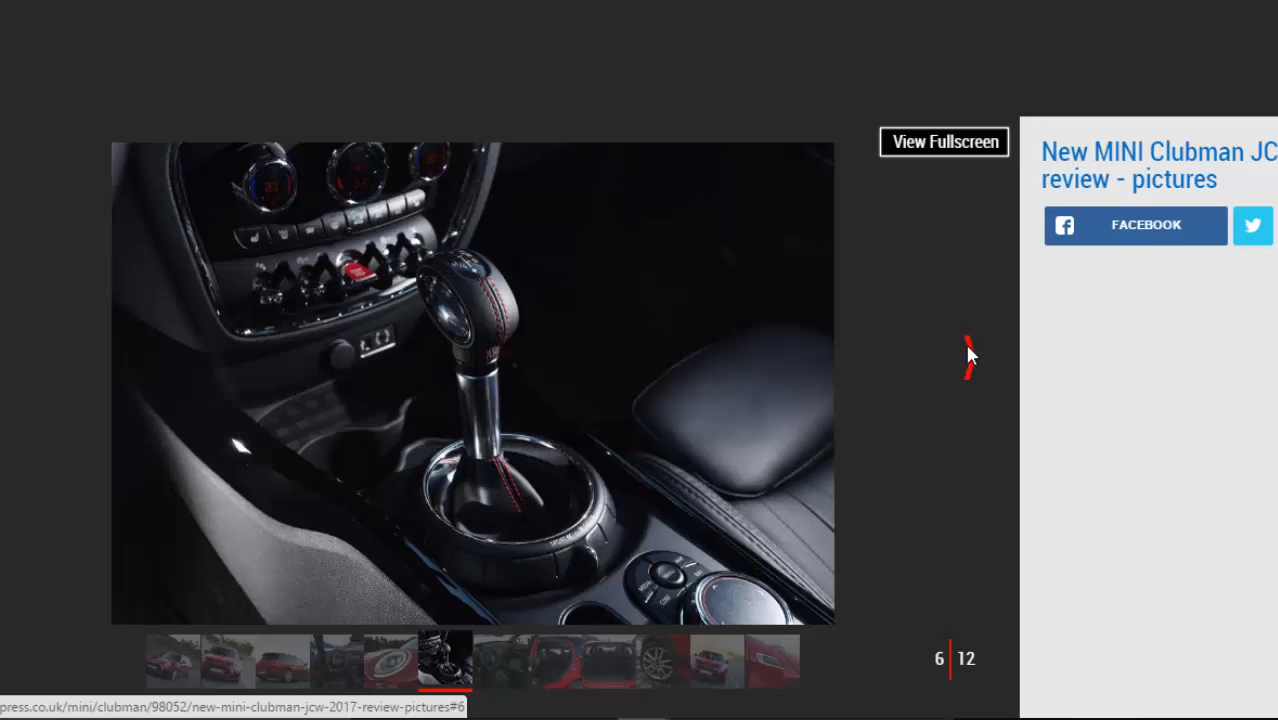 View Fullscreen
New MINI Clubman JC
review - pictures
FACEBOOK
6 12
press.co.uk/mini/clubman/98052/new-mini-clubman-jcw-2017-review-pictures#6